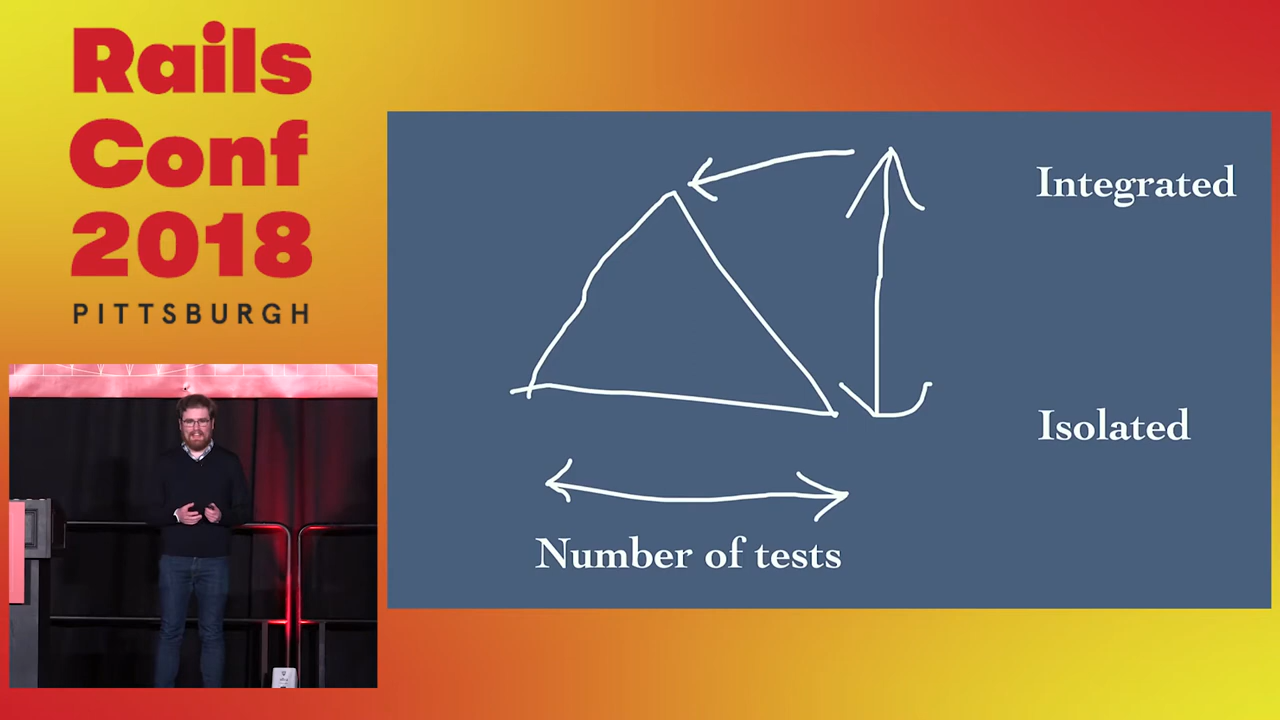 Rails
Conf
2018
PITTSBURGH
Integrated
Isolated
Number of tests